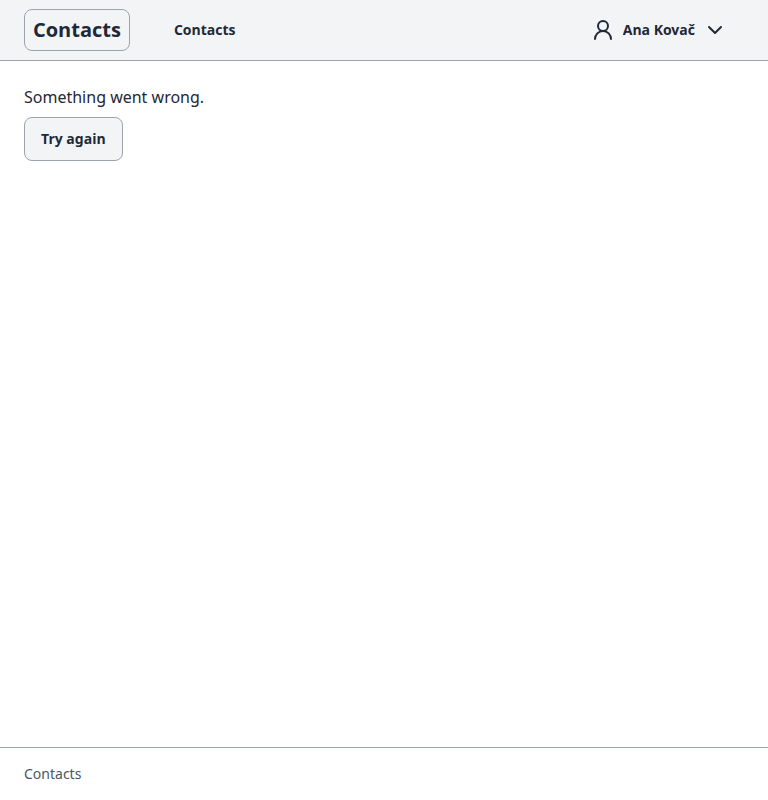 Contacts
Contacts
Ana Kovač
Something went wrong.
Try again
Contacts